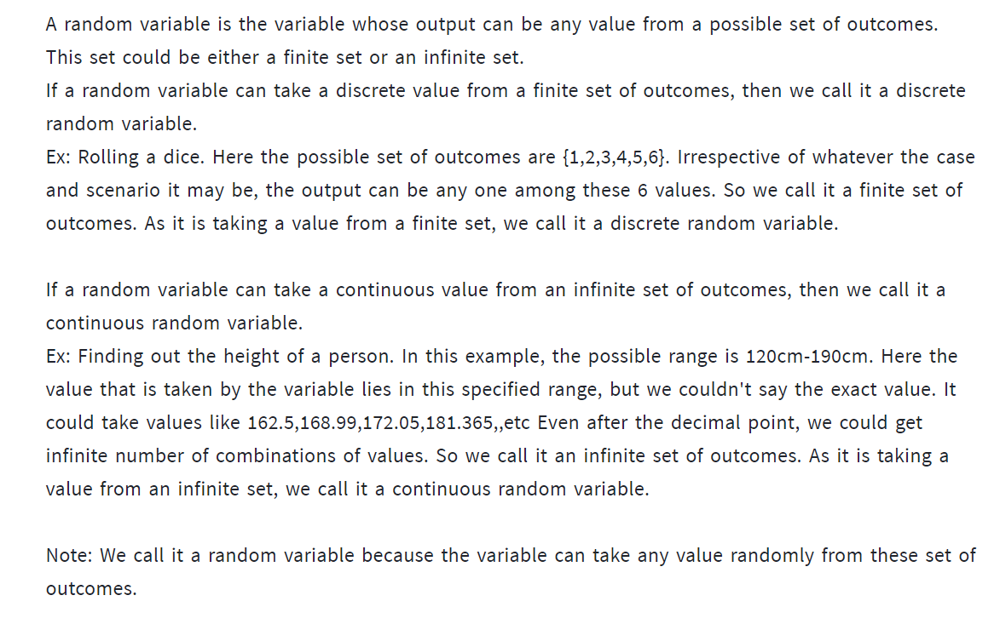 A random variable is the variable whose output can be any value from a possible set of outcomes.
This set could be either a finite set or an infinite set.
If a random variable can take a discrete value from a finite set of outcomes, then we call it a discrete
random variable.
Ex: Rolling a dice. Here the possible set of outcomes are {1,2,3,4,5,6}. Irrespective of whatever the case
and scenario it may be, the output can be any one among these 6 values. So we call it a finite set of
outcomes. As it is taking a value from a finite set, we call it a discrete random variable.
If a random variable can take a continuous value from an infinite set of outcomes, then we call it a
continuous random variable.
Ex: Finding out the height of a person. In this example, the possible range is 120cm-190cm. Here the
value that is taken by the variable lies in this specified range, but we couldn't say the exact value. It
could take values like 162.5,168.99,172.05,181.365,,etc Even after the decimal point, we could get
infinite number of combinations of values. So we call it an infinite set of outcomes. As it is taking a
value from an infinite set, we call it a continuous random variable.
Note: We call it a random variable because the variable can take any value randomly from these set of
outcomes.